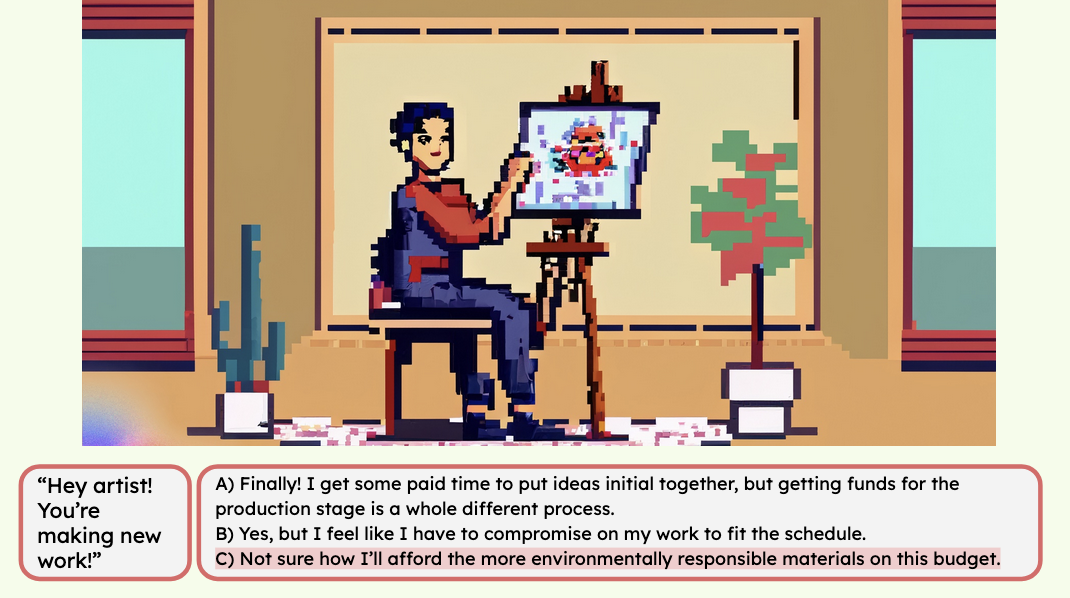 “Hey artist!
You’re
making new
work!”
A) Finally! I get some paid time to put ideas initial together, but getting funds for the
production stage is a whole different process.
B) Yes, but I feel like I have to compromise on my work to fit the schedule.
C) Not sure how I’ll afford the more environmentally responsible materials on this budget.